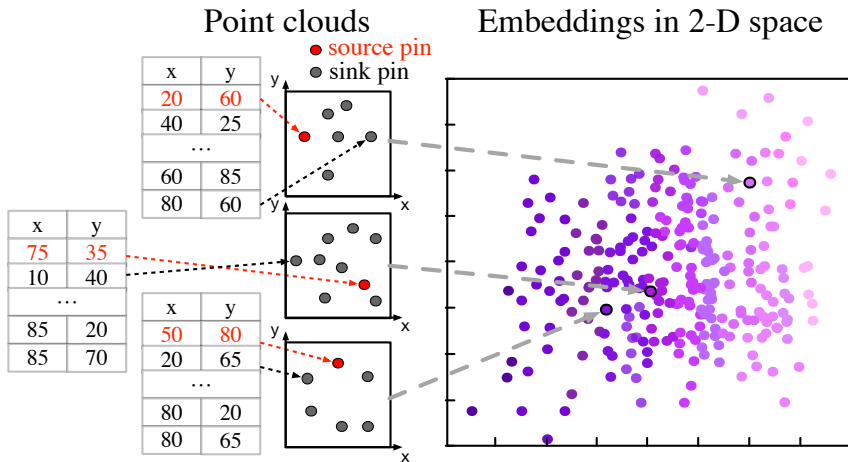 Point clouds
Embeddings in 2-D space
source pin
sink pin
x y
20 60
40 25
...
60 85
80 60
y
x
x y
75 35
10 40
...
85 20
85 70
y
x
x y
50 80
20 65
...
80 20
80 65
y
x